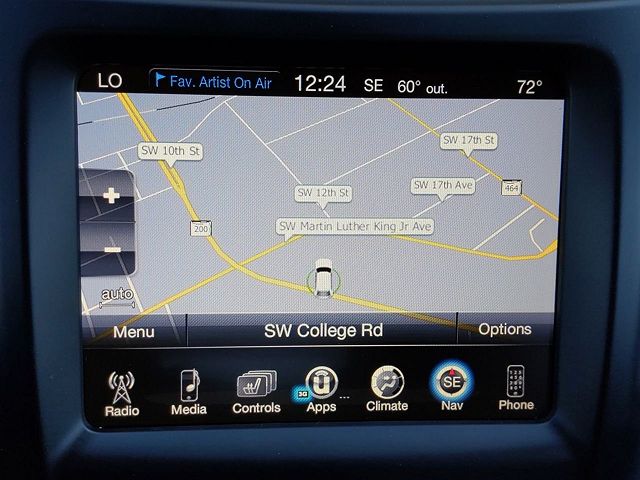 LO Fav. Artist On Air 12:24 SE 60° out. 72°
SW 17th St
SW 10th St
SW 17th Ave
464
SW 12th St
200
SW Martin Luther King Jr Ave
+
−
auto
Menu SW College Rd Options
SE
3G
Radio Media Controls Apps ... Climate Nav Phone